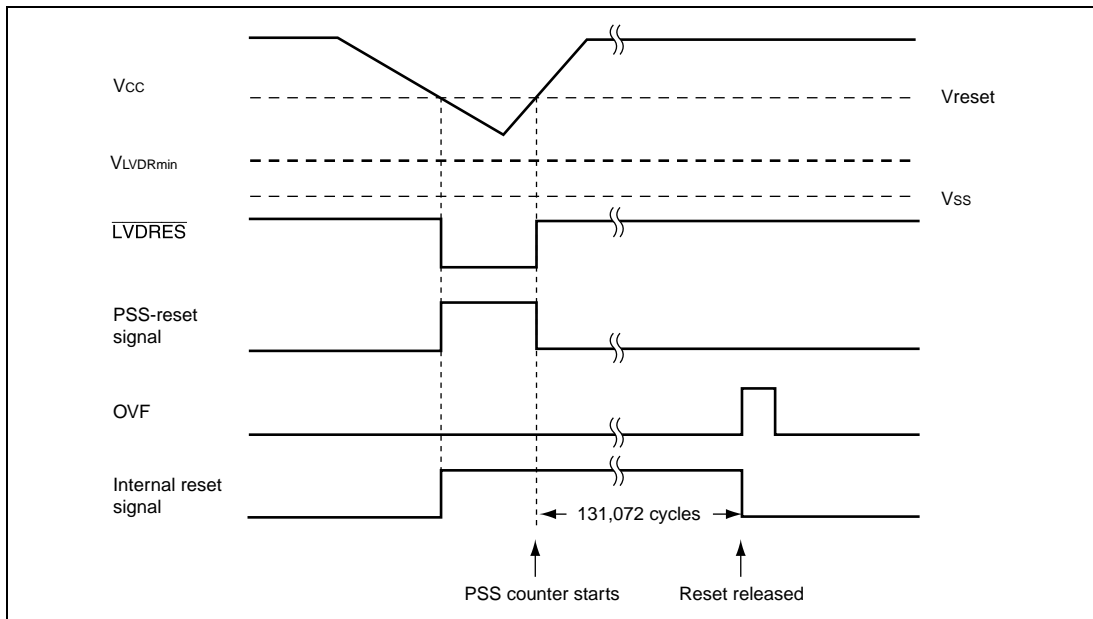 Vcc
Vreset
VLVDRmin
Vss
LVDRES
PSS-reset
signal
OVF
Internal reset
signal
131,072 cycles
PSS counter starts
Reset released